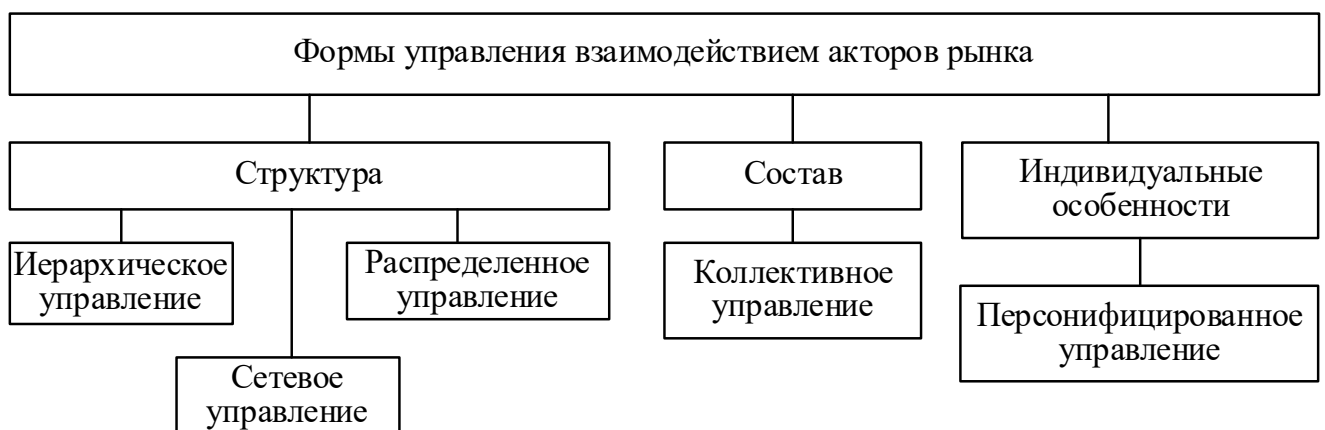 Формы управления взаимодействием акторов рынка
Структура
Состав
Индивидуальные
особенности
Иерархическое
управление
Распределенное
управление
Коллективное
управление
Персонифицированное
управление
Сетевое
управление